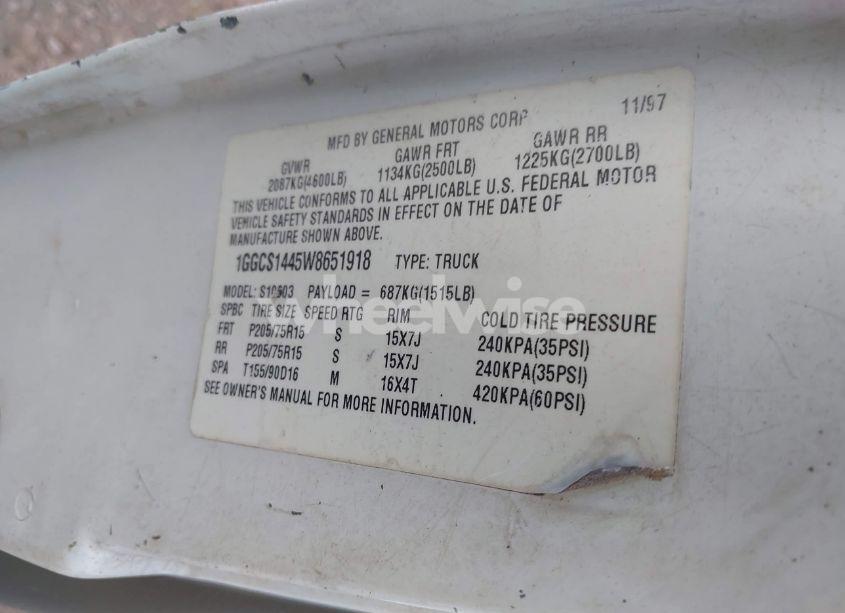 11/97
MFD BY GENERAL MOTORS CORP
GVWR GAWR FRT GAWR RR
2087KG(4600LB) 1134KG(2500LB) 1225KG(2700LB)
THIS VEHICLE CONFORMS TO ALL APPLICABLE U.S. FEDERAL MOTOR
VEHICLE SAFETY STANDARDS IN EFFECT ON THE DATE OF
MANUFACTURE SHOWN ABOVE.
1GGCS1445W8651918 TYPE: TRUCK
MODEL: S10603 PAYLOAD = 687KG(1515LB)
SPBC TIRE SIZE SPEED RTG RIM COLD TIRE PRESSURE
FRT P205/75R15 S 15X7J 240KPA(35PSI)
RR P205/75R15 S 15X7J 240KPA(35PSI)
SPA T155/90D16 M 16X4T 420KPA(60PSI)
SEE OWNER'S MANUAL FOR MORE INFORMATION.
wheelwise